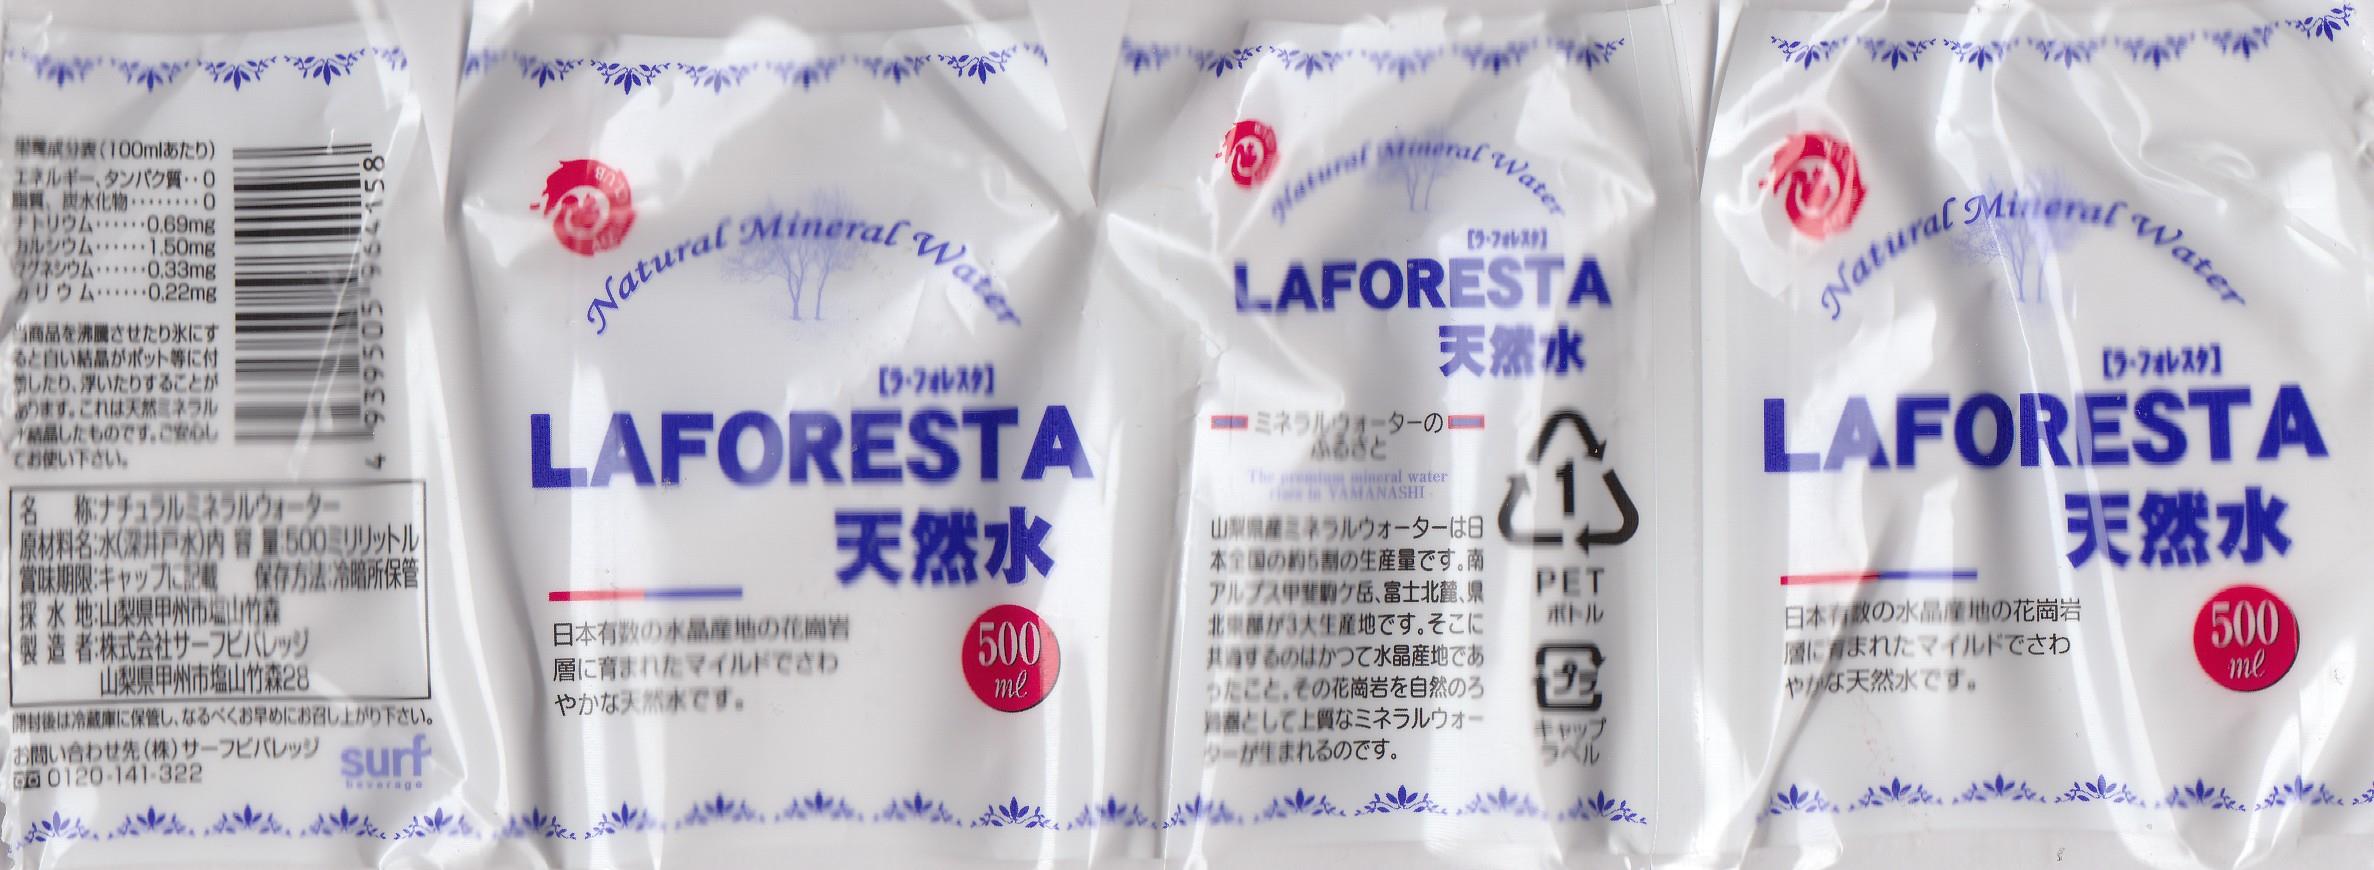 栄養成分表(100mlあたり)
エネルギー、タンパク質‥0
脂質、炭水化物………0
ナトリウム……0.69mg
カルシウム……1.50mg
マグネシウム……0.33mg
カリウム……0.22mg
当商品を沸騰させたり氷にす
ると白い結晶がポット等に付
着したり、浮いたりすることが
あります。これは天然ミネラル
が結晶したものです。ご安心し
てお使い下さい。
4 939505 964158
名 称:ナチュラルミネラルウォーター
原材料名:水(深井戸水)内 容 量:500ミリリットル
賞味期限:キャップに記載 保存方法:冷暗所保管
採 水 地:山梨県甲州市塩山竹森
製 造 者:株式会社サーフビバレッジ
山梨県甲州市塩山竹森28
開封後は冷蔵庫に保管し、なるべくお早めにお召し上がり下さい。
お問い合わせ先(株)サーフビバレッジ
0120-141-322
surf
beverage
Natural Mineral Water
【ラ・フォレスタ】
LAFORESTA
天然水
日本有数の水晶産地の花崗岩
層に育まれたマイルドでさわ
やかな天然水です。
500
ml
Natural Mineral Water
【ラ・フォレスタ】
LAFORESTA
天然水
ミネラルウォーターの
ふるさと
The premium mineral water
rises in YAMANASHI
山梨県産ミネラルウォーターは日
本全国の約5割の生産量です。南
アルプス甲斐駒ケ岳、富士北麓、県
北東部が3大生産地です。そこに
共通するのはかつて水晶産地であ
ったこと。その花崗岩を自然のろ
過器として上質なミネラルウォー
ターが生まれるのです。
1
PET
ボトル
プラ
キャップ
ラベル
Natural Mineral Water
【ラ・フォレスタ】
LAFORESTA
天然水
日本有数の水晶産地の花崗岩
層に育まれたマイルドでさわ
やかな天然水です。
500
ml